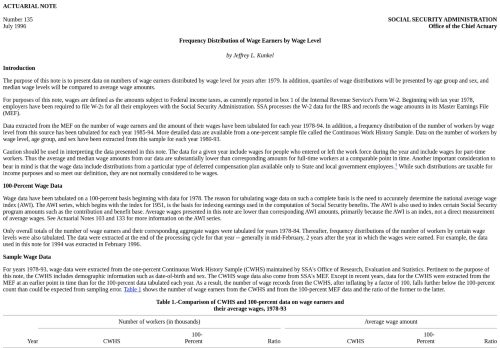 ACTUARIAL NOTE
Number 135
SOCIAL SECURITY ADMINISTRATION
July 1996
Office of the Chief Actuary
Frequency Distribution of Wage Earners by Wage Level
by Jeffrey L. Kunkel
Introduction
The purpose of this note is to present data on numbers of wage earners distributed by wage level for years after 1979. In addition, quartiles of wage distributions will be presented by age group and sex, and
median wage levels will be compared to average wage amounts.
For purposes of this note, wages are defined as the amounts subject to Federal income taxes, as currently reported in box 1 of the Internal Revenue Service's Form W-2. Beginning with tax year 1978,
employers have been required to file W-2s for all their employees with the Social Security Administration. SSA processes the W-2 data for the IRS and records the wage amounts in its Master Earnings File
(MEF).
Data extracted from the MEF on the number of wage earners and the amount of their wages have been tabulated for each year 1978-94. In addition, a frequency distribution of the number of workers by wage
level from this source has been tabulated for each year 1985-94. More detailed data are available from a one-percent sample file called the Continuous Work History Sample. Data on the number of workers by
wage level, age group, and sex have been extracted from this sample for each year 1980-93.
Caution should be used in interpreting the data presented in this note. The data for a given year include wages for people who entered or left the work force during the year and include wages for part-time
workers. Thus the average and median wage amounts from our data are substantially lower than corresponding amounts for full-time workers at a comparable point in time. Another important consideration to
bear in mind is that the wage data include distributions from a particular type of deferred compensation plan available only to State and local government employees.1 While such distributions are taxable for
income purposes and so meet our definition, they are not normally considered to be wages.
100-Percent Wage Data
Wage data have been tabulated on a 100-percent basis beginning with data for 1978. The reason for tabulating wage data on such a complete basis is the need to accurately determine the national average wage
index (AWI). The AWI series, which begins with the index for 1951, is the basis for indexing earnings used in the computation of Social Security benefits. The AWI is also used to index certain Social Security
program amounts such as the contribution and benefit base. Average wages presented in this note are lower than corresponding AWI amounts, primarily because the AWI is an index, not a direct measurement
of average wages. See Actuarial Notes 103 and 133 for more information on the AWI series.
Only overall totals of the number of wage earners and their corresponding aggregate wages were tabulated for years 1978-84. Thereafter, frequency distributions of the number of workers by certain wage
levels were also tabulated. The data were extracted at the end of the processing cycle for that year -- generally in mid-February, 2 years after the year in which the wages were earned. For example, the data
used in this note for 1994 was extracted in February 1996.
Sample Wage Data
For years 1978-93, wage data were extracted from the one-percent Continuous Work History Sample (CWHS) maintained by SSA's Office of Research, Evaluation and Statistics. Pertinent to the purpose of
this note, the CWHS includes demographic information such as date-of-birth and sex. The CWHS wage data also come from SSA's MEF. Except in recent years, data for the CWHS were extracted from the
MEF at an earlier point in time than for the 100-percent data tabulated each year. As a result, the number of wage records from the CWHS, after inflating by a factor of 100, falls further below the 100-percent
count than could be expected from sampling error. Table 1 shows the number of wage earners from the CWHS and from the 100-percent MEF data and the ratio of the former to the latter.
Table 1.-Comparison of CWHS and 100-percent data on wage earners and
their average wages, 1978-93
Number of workers (in thousands)
Average wage amount
Year
CWHS
100-
Percent
Ratio
CWHS
100-
Percent
Ratio